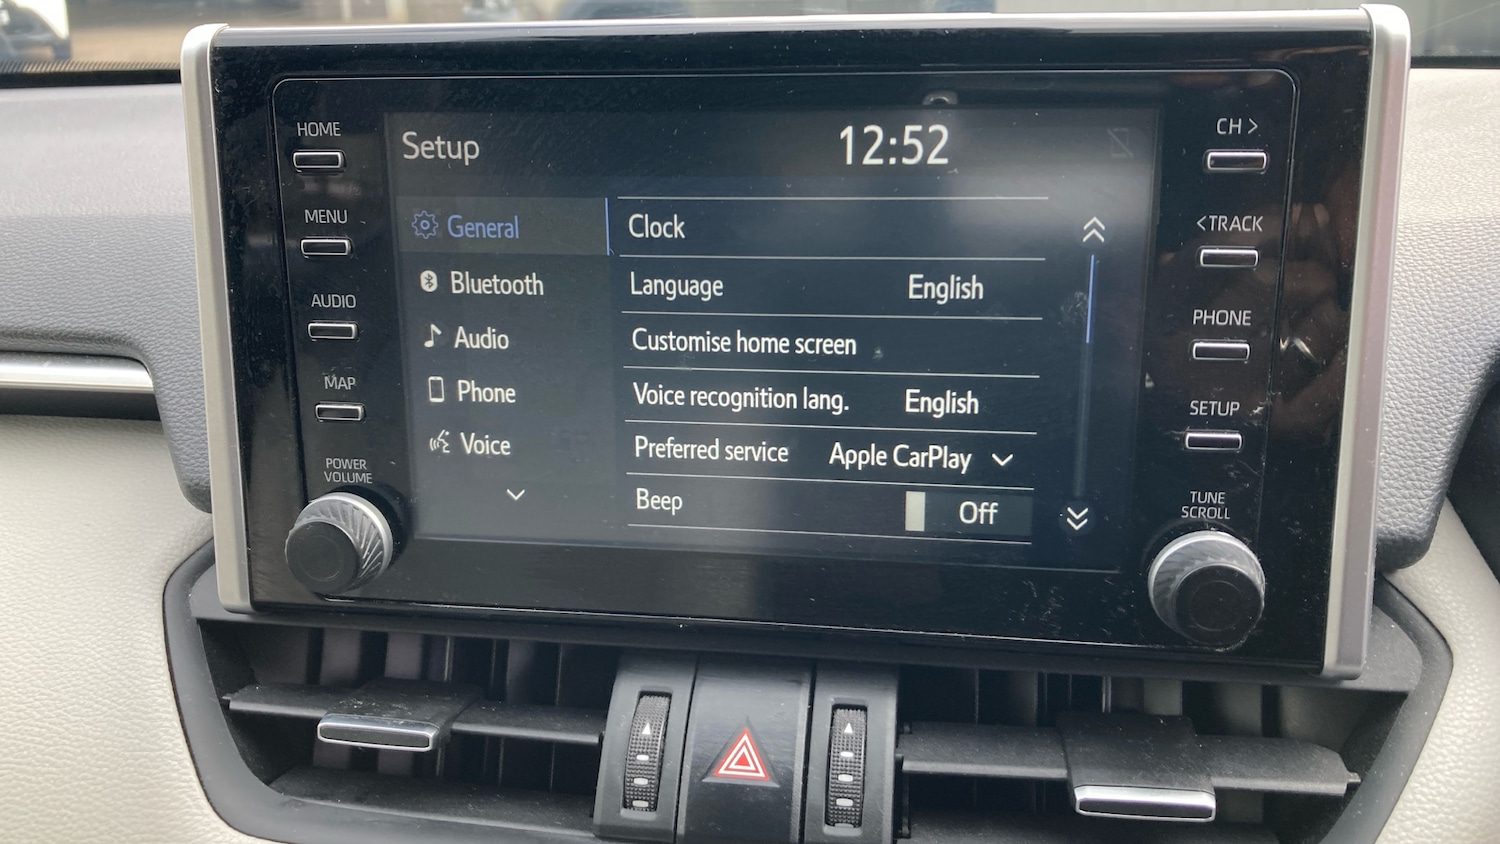 HOME
MENU
AUDIO
MAP
POWER
VOLUME
Setup
12:52
General
Bluetooth
Audio
Phone
Voice
Clock
Language English
Customise home screen
Voice recognition lang. English
Preferred service Apple CarPlay
Beep Off
CH >
< TRACK
PHONE
SETUP
TUNE
SCROLL